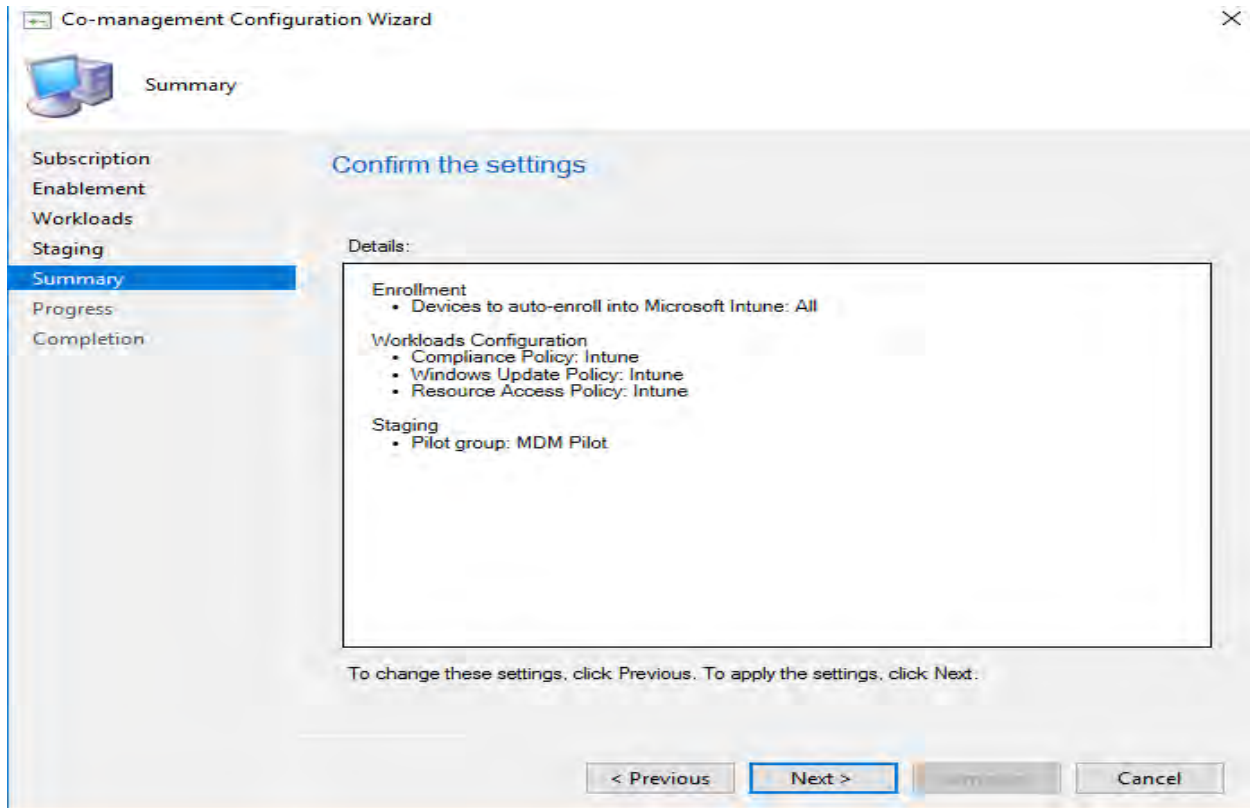 Co-management Configuration Wizard
Summary
Subscription
Enablement
Workloads
Staging
Summary
Progress
Completion
Confirm the settings
Details:
Enrollment
• Devices to auto-enroll into Microsoft Intune: All
Workloads Configuration
• Compliance Policy: Intune
• Windows Update Policy: Intune
• Resource Access Policy: Intune
Staging
• Pilot group: MDM Pilot
To change these settings, click Previous. To apply the settings, click Next.
< Previous
Next >
Cancel